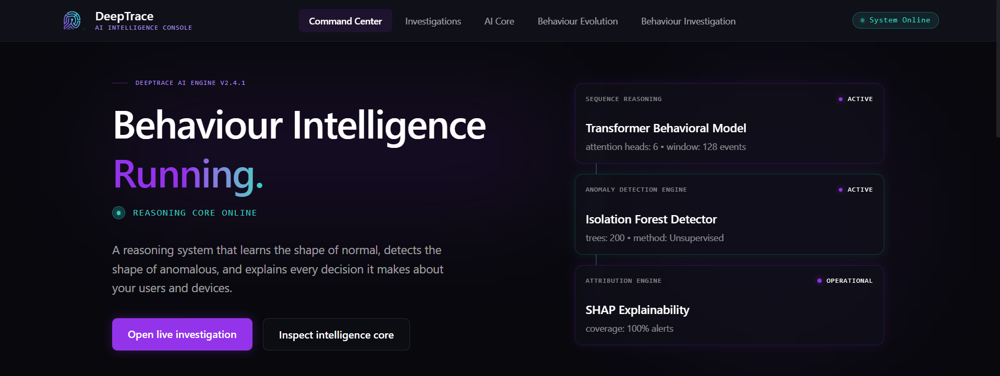 DeepTrace
AI INTELLIGENCE CONSOLE
Command Center
Investigations
AI Core
Behaviour Evolution
Behaviour Investigation
System Online
DEEPTRACE AI ENGINE V2.4.1
Behaviour Intelligence
Running.
REASONING CORE ONLINE
A reasoning system that learns the shape of normal, detects the
shape of anomalous, and explains every decision it makes about
your users and devices.
Open live investigation
Inspect intelligence core
SEQUENCE REASONING
ACTIVE
Transformer Behavioral Model
attention heads: 6 • window: 128 events
ANOMALY DETECTION ENGINE
ACTIVE
Isolation Forest Detector
trees: 200 • method: Unsupervised
ATTRIBUTION ENGINE
OPERATIONAL
SHAP Explainability
coverage: 100% alerts